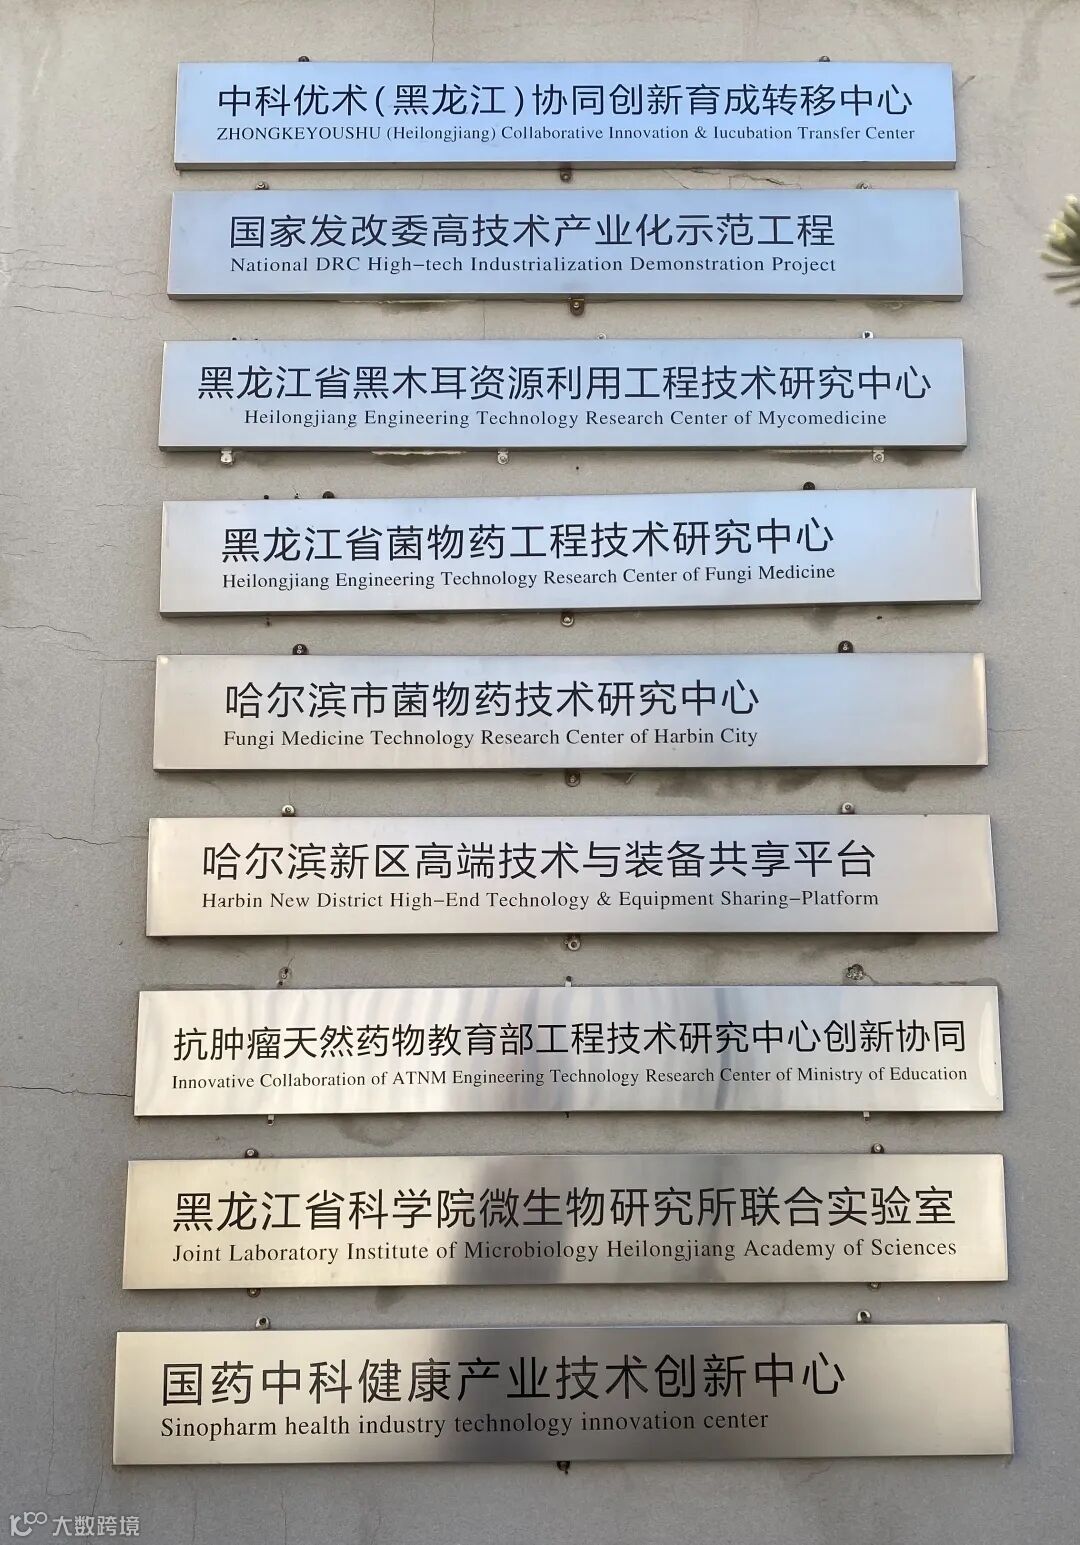 中科优术(黑龙江)协同创新育成转移中心
ZHONGKEYOUSHU (Heilongjiang) Collaborative Innovation & Iucubation Transfer Center
国家发改委高技术产业化示范工程
National DRC High-tech Industrialization Demonstration Project
黑龙江省黑木耳资源利用工程技术研究中心
Heilongjiang Engineering Technology Research Center of Mycomedicine
黑龙江省菌物药工程技术研究中心
Heilongjiang Engineering Technology Research Center of Fungi Medicine
哈尔滨市菌物药技术研究中心
Fungi Medicine Technology Research Center of Harbin City
哈尔滨新区高端技术与装备共享平台
Harbin New District High-End Technology & Equipment Sharing-Platform
抗肿瘤天然药物教育部工程技术研究中心创新协同
Innovative Collaboration of ATNM Engineering Technology Research Center of Ministry of Education
黑龙江省科学院微生物研究所联合实验室
Joint Laboratory Institute of Microbiology Heilongjiang Academy of Sciences
国药中科健康产业技术创新中心
Sinopharm health industry technology innovation center
大数跨境